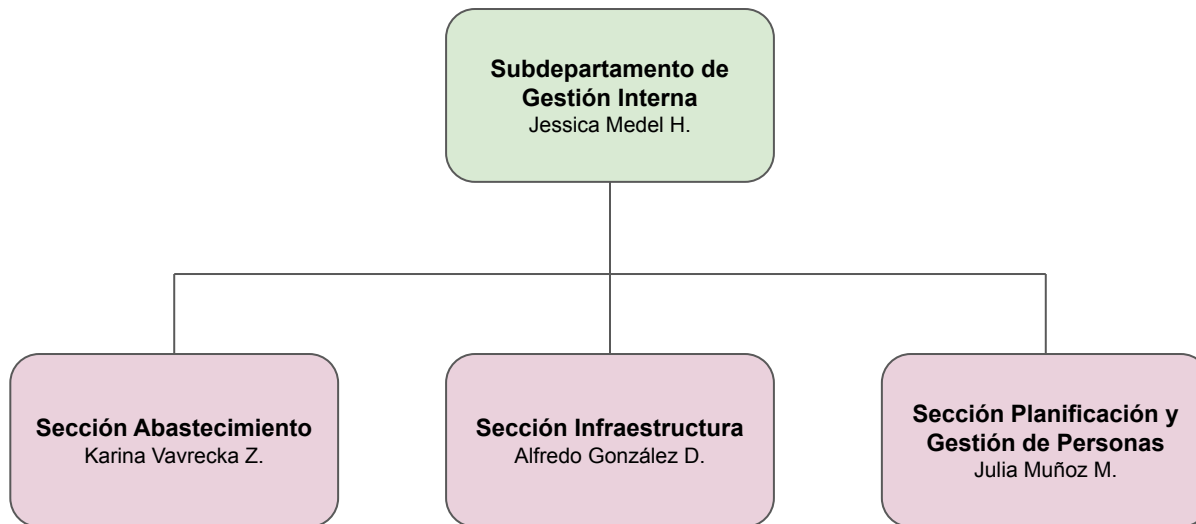 Subdepartamento de
Gestión Interna
Jessica Medel H.
Sección Abastecimiento
Karina Vavrecka Z.
Sección Infraestructura
Alfredo González D.
Sección Planificación y
Gestión de Personas
Julia Muñoz M.